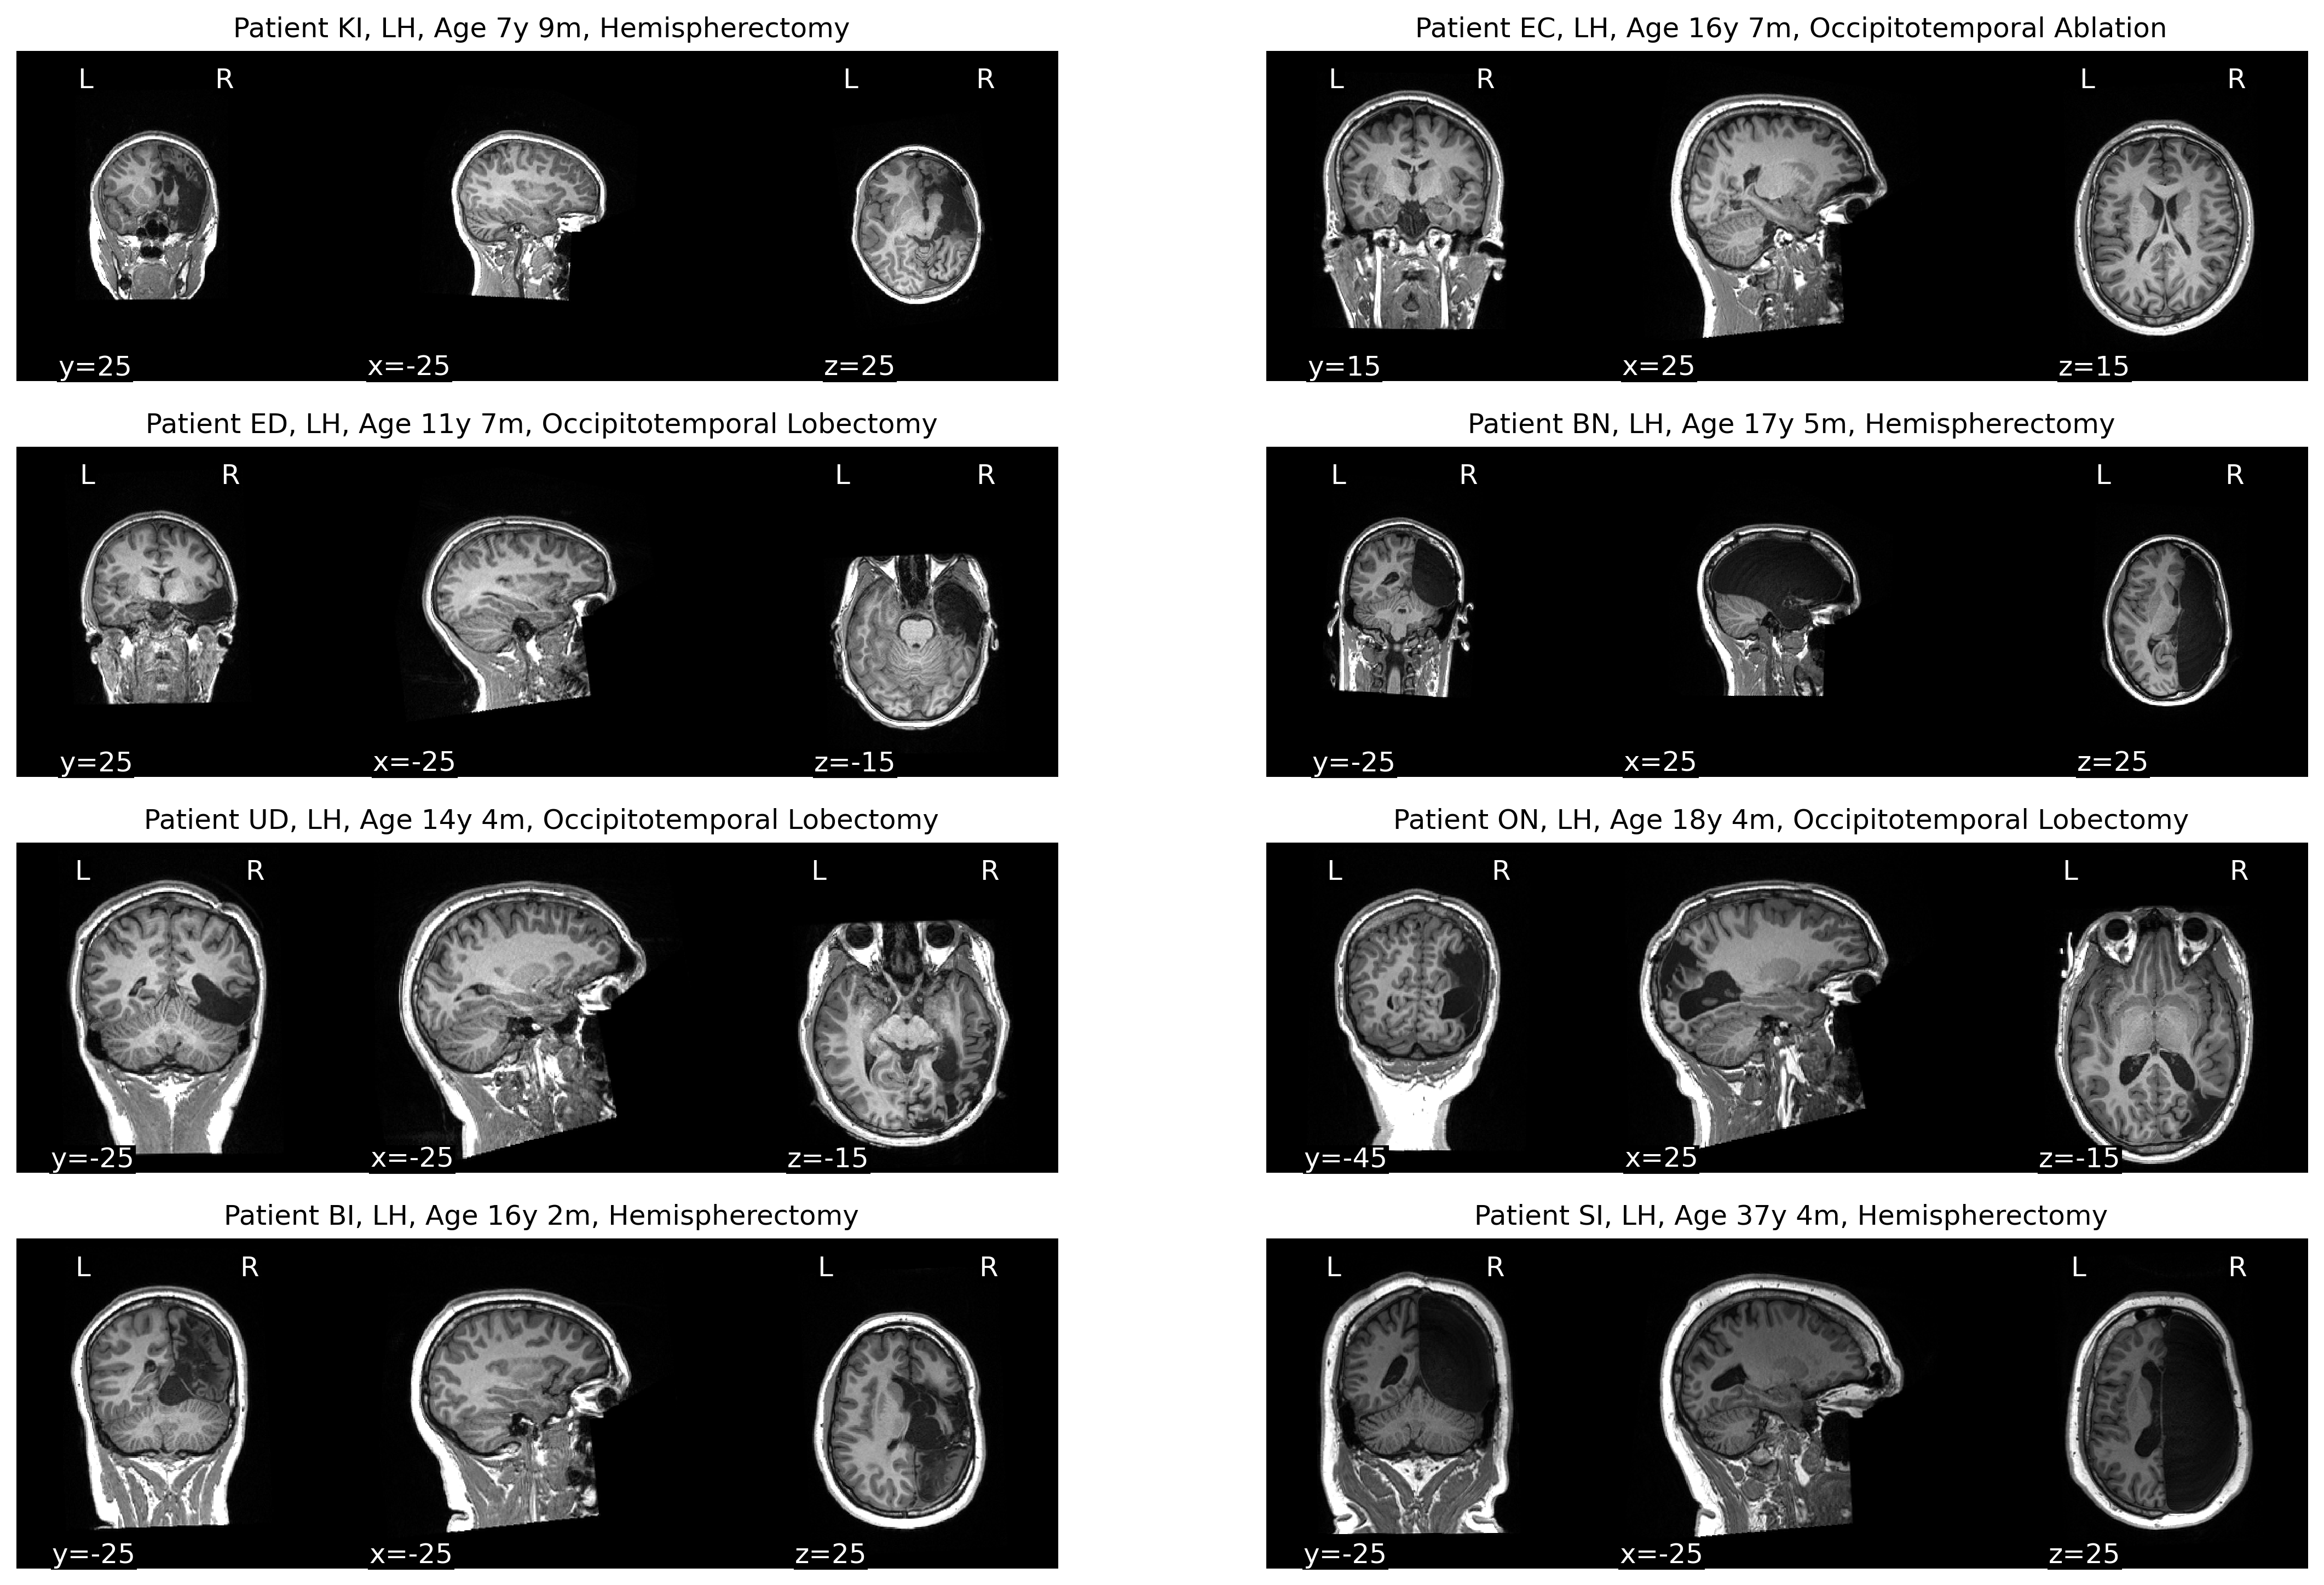 Patient KI, LH, Age 7y 9m, Hemispherectomy
L R L R
y=25 x=-25 z=25
Patient EC, LH, Age 16y 7m, Occipitotemporal Ablation
L R L R
y=15 x=25 z=15
Patient ED, LH, Age 11y 7m, Occipitotemporal Lobectomy
L R L R
y=25 x=-25 z=-15
Patient BN, LH, Age 17y 5m, Hemispherectomy
L R L R
y=-25 x=25 z=25
Patient UD, LH, Age 14y 4m, Occipitotemporal Lobectomy
L R L R
y=-25 x=-25 z=-15
Patient ON, LH, Age 18y 4m, Occipitotemporal Lobectomy
L R L R
y=-45 x=25 z=-15
Patient BI, LH, Age 16y 2m, Hemispherectomy
L R L R
y=-25 x=-25 z=25
Patient SI, LH, Age 37y 4m, Hemispherectomy
L R L R
y=-25 x=-25 z=25